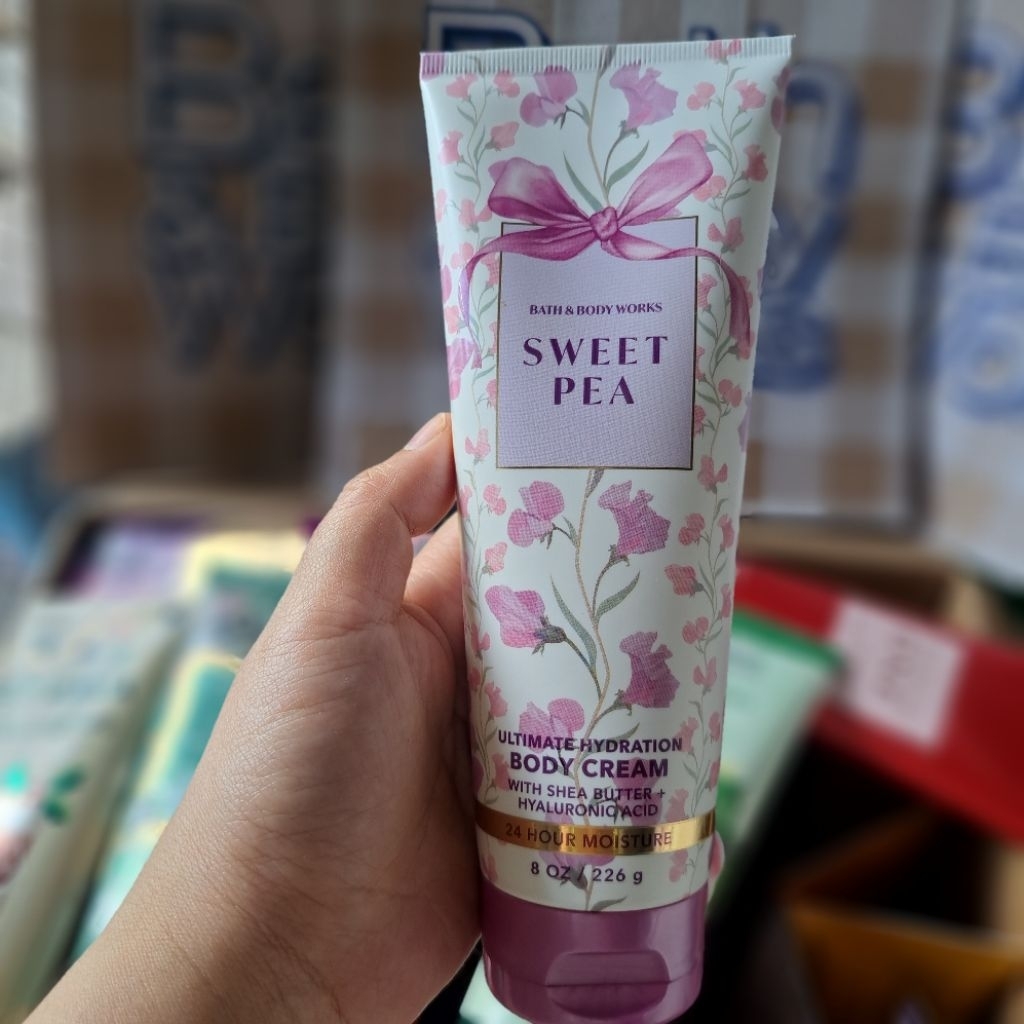 BATH & BODY WORKS
SWEET
PEA
ULTIMATE HYDRATION
BODY CREAM
WITH SHEA BUTTER +
HYALURONIC ACID
24 HOUR MOISTURE
8 OZ / 226 g